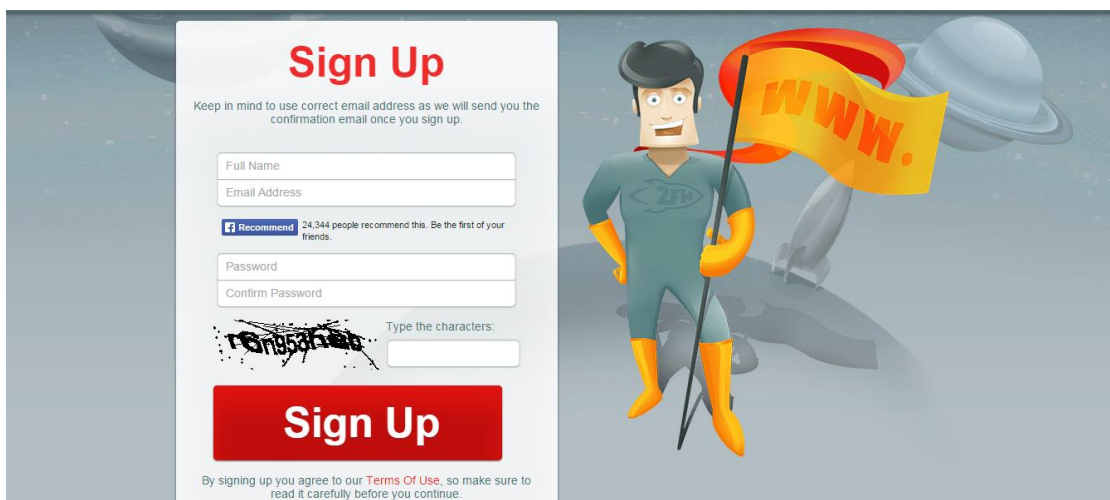 Sign Up
Keep in mind to use correct email address as we will send you the
confirmation email once you sign up.
Full Name
Email Address
Recommend
24,344 people recommend this. Be the first of your
friends.
Password
Confirm Password
Type the characters:
Sign Up
By signing up you agree to our Terms Of Use, so make sure to
read it carefully before you continue.
www.
2FH